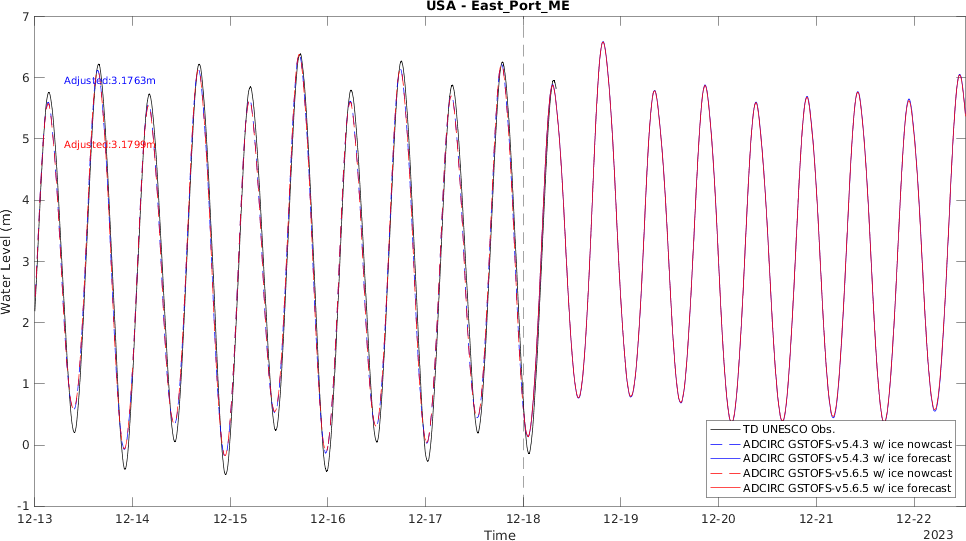 USA - East_Port_ME
7
6
5
4
3
2
1
0
-1
Water Level (m)
Adjusted:3.1763m
Adjusted:3.1799m
TD UNESCO Obs.
ADCIRC GSTOFS-v5.4.3 w/ ice nowcast
ADCIRC GSTOFS-v5.4.3 w/ ice forecast
ADCIRC GSTOFS-v5.6.5 w/ ice nowcast
ADCIRC GSTOFS-v5.6.5 w/ ice forecast
12-13 12-14 12-15 12-16 12-17 12-18 12-19 12-20 12-21 12-22
Time
2023